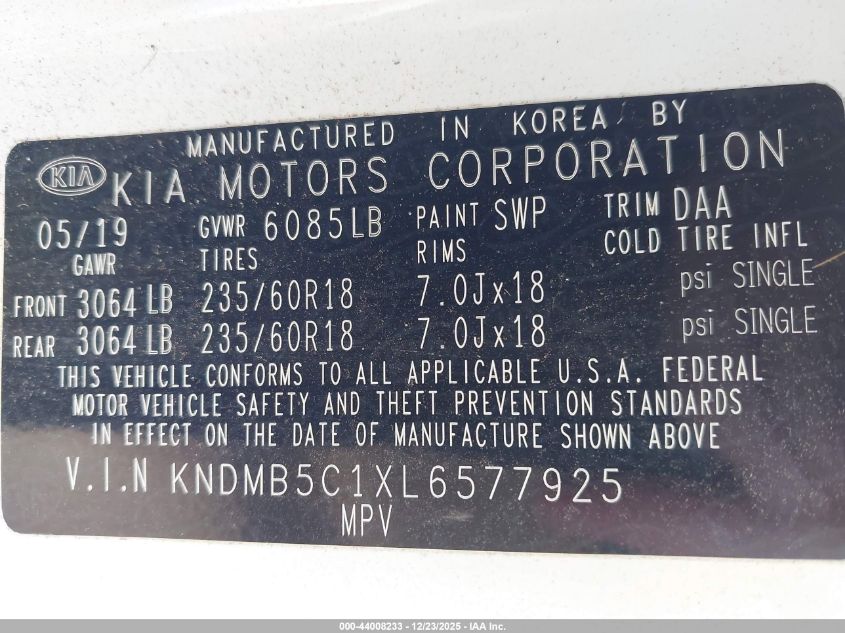 MANUFACTURED IN KOREA BY
KIA KIA MOTORS CORPORATION
05/19 GVWR 6085LB PAINT SWP TRIM DAA
GAWR TIRES RIMS COLD TIRE INFL
FRONT 3064 LB 235/60R18 7.0Jx18 psi SINGLE
REAR 3064 LB 235/60R18 7.0Jx18 psi SINGLE
THIS VEHICLE CONFORMS TO ALL APPLICABLE U.S.A. FEDERAL
MOTOR VEHICLE SAFETY AND THEFT PREVENTION STANDARDS
IN EFFECT ON THE DATE OF MANUFACTURE SHOWN ABOVE
V.I.N KNDMB5C1XL6577925
MPV
000-44008233 - 12/23/2025 - IAA Inc.